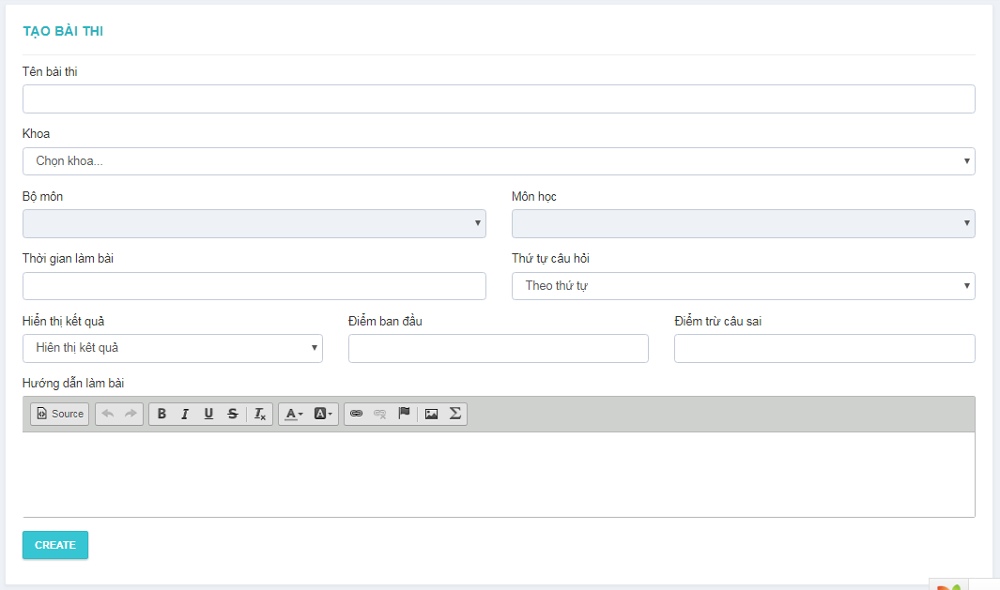 TẠO BÀI THI
Tên bài thi
Khoa
Chọn khoa...
Bộ môn
Môn học
Thời gian làm bài
Thứ tự câu hỏi
Theo thứ tự
Hiển thị kết quả
Điểm ban đầu
Điểm trừ câu sai
Hiển thị kết quả
Hướng dẫn làm bài
Source
CREATE